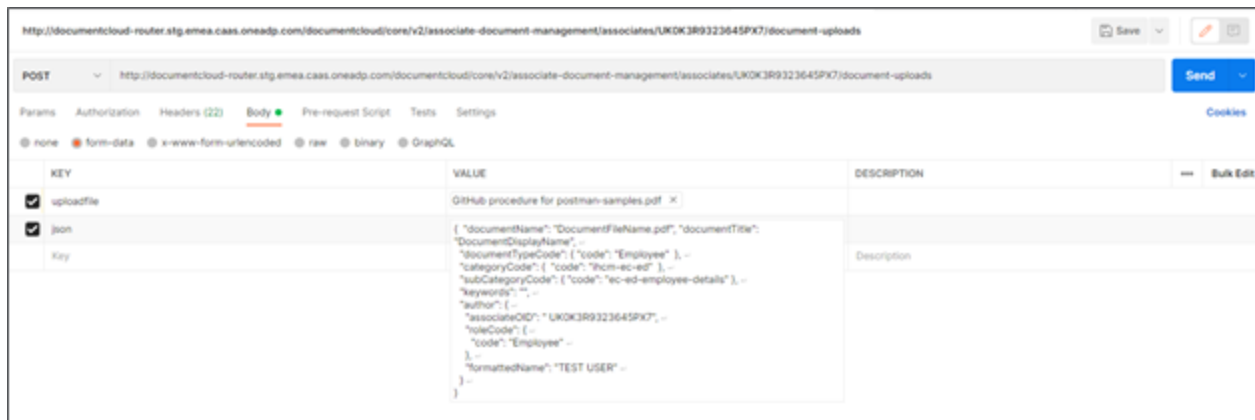 http://documentcloud-router.stg.emea.caas.oneadp.com/documentcloud/core/v2/associate-document-management/associates/UK0K3R9323645PX7/document-uploads Save
POST http://documentcloud-router.stg.emea.caas.oneadp.com/documentcloud/core/v2/associate-document-management/associates/UK0K3R9323645PX7/document-uploads Send
Params Authorization Headers (22) Body Pre-request Script Tests Settings Cookies
none form-data x-www-form-urlencoded raw binary GraphQL
KEY VALUE DESCRIPTION ••• Bulk Edit
uploadfile GitHub procedure for postman-samples.pdf ×
json
{ "documentName": "DocumentFileName.pdf", "documentTitle":
"DocumentDisplayName",
"documentTypeCode": { "code": "Employee" },
"categoryCode": { "code": "ihcm-ec-ed" },
"subCategoryCode": { "code": "ec-ed-employee-details" },
"keywords": "",
"author": {
"associateOID": " UK0K3R9323645PX7",
"roleCode": {
"code": "Employee"
},
"formattedName": "TEST USER"
}
}
Key Description